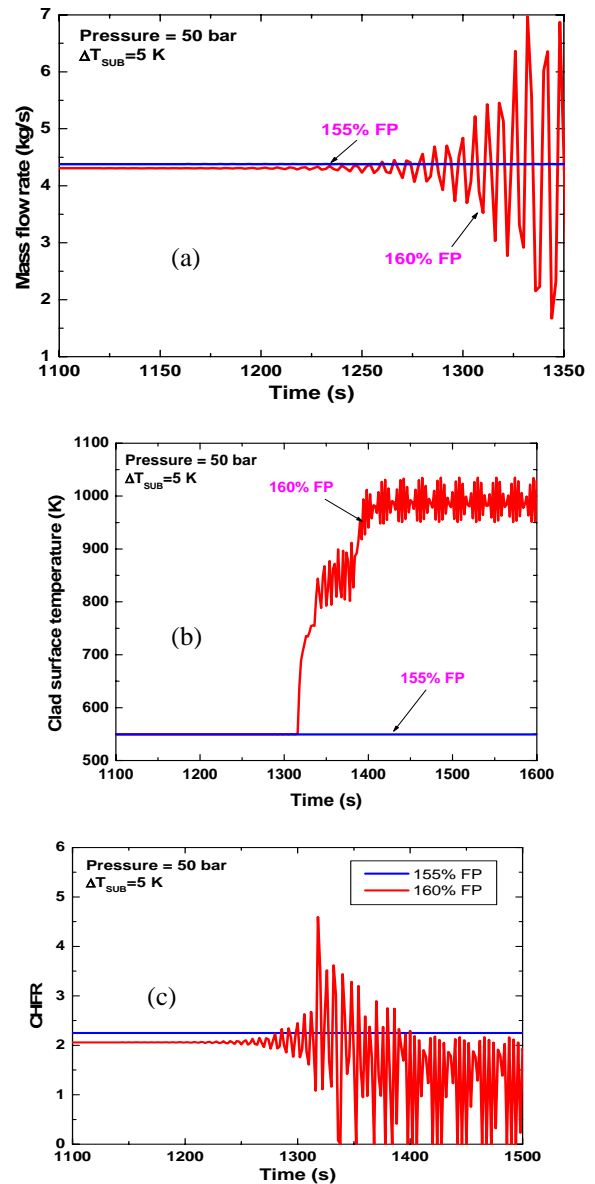 7
6
5
4
3
2
1
Mass flow rate (kg/s)
Pressure = 50 bar
ΔT_SUB=5 K
155% FP
160% FP
(a)
1100 1150 1200 1250 1300 1350
Time (s)
1100
1000
900
800
700
600
500
Clad surface temperature (K)
Pressure = 50 bar
ΔT_SUB=5 K
160% FP
155% FP
(b)
1100 1200 1300 1400 1500 1600
Time (s)
6
5
4
3
2
1
0
CHFR
Pressure = 50 bar
ΔT_SUB=5 K
155% FP
160% FP
(c)
1100 1200 1300 1400 1500
Time (s)